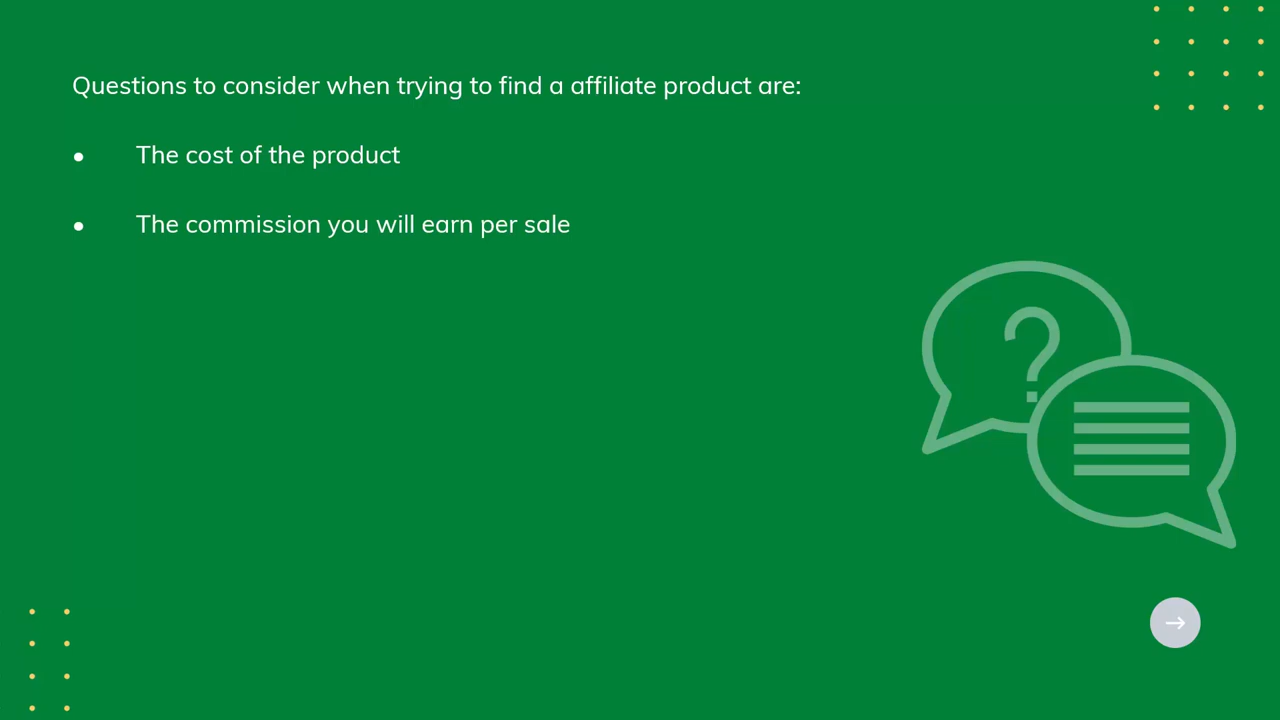 Questions to consider when trying to find a affiliate product are:
• The cost of the product
• The commission you will earn per sale